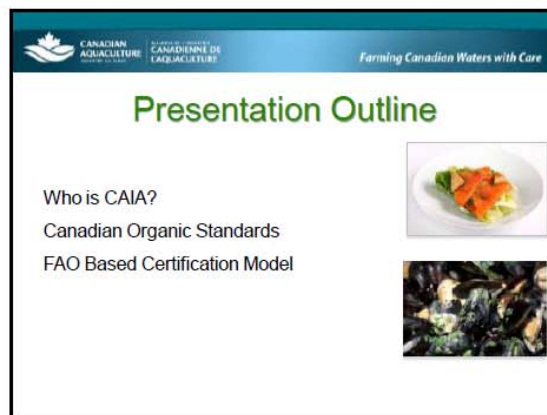 CANADIAN
AQUACULTURE
CANADIENNE DE
L'AQUACULTURE
Farming Canadian Waters with Care
Presentation Outline
Who is CAIA?
Canadian Organic Standards
FAO Based Certification Model